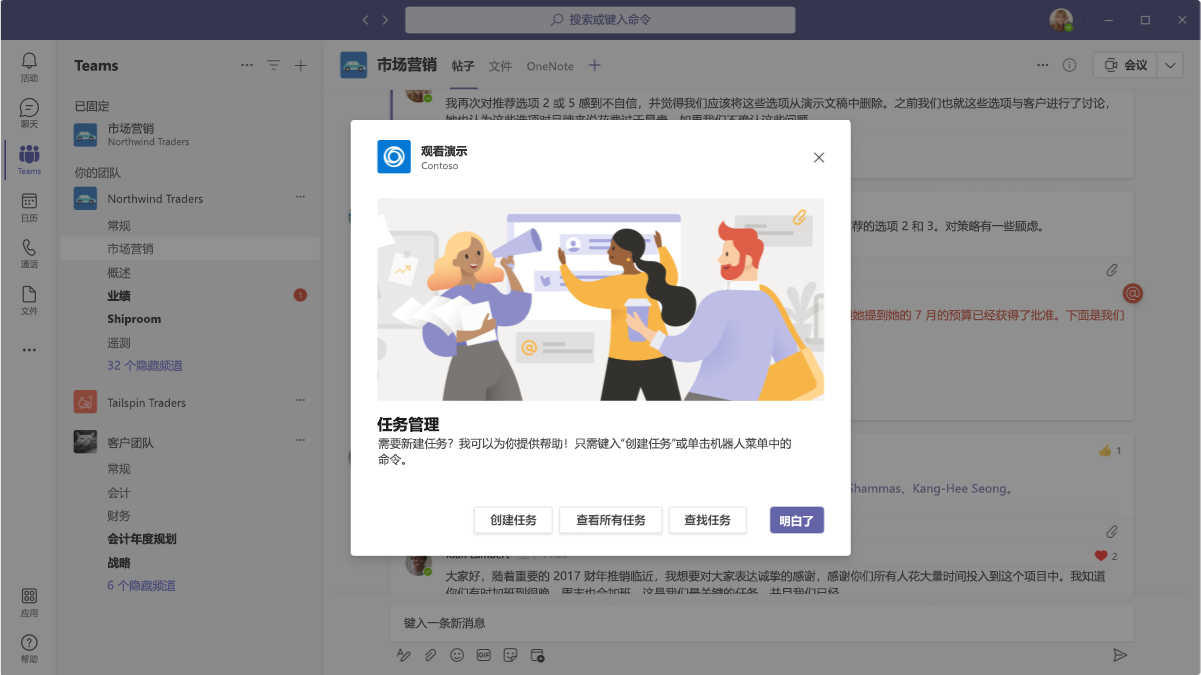 搜索或键入命令
活动
聊天
Teams
日历
通话
文件
应用
帮助
Teams
已固定
市场营销
Northwind Traders
你的团队
Northwind Traders
常规
市场营销
概述
业绩
Shiproom
遥测
32 个隐藏频道
Tailspin Traders
客户团队
常规
会计
财务
会计年度规划
战略
6 个隐藏频道
市场营销
帖子
文件
OneNote
会议
我再次对推荐选项 2 或 5 感到不自信，并觉得我们应该将这些选项从演示文稿中删除。之前我们也就这些选项与客户进行了讨论，
荐的选项 2 和 3。对策略有一些顾虑。
她提到她的 7 月的预算已经获得了批准。下面是我们
1
Shammas、Kang-Hee Seong。
2
观看演示
Contoso
任务管理
需要新建任务？我可以为你提供帮助！只需键入“创建任务”或单击机器人菜单中的
命令。
创建任务
查看所有任务
查找任务
明白了
大家好，随着重要的 2017 财年推销临近，我想要对大家表达诚挚的感谢，感谢你们所有人花大量时间投入到这个项目中。我知道
键入一条新消息
GIF